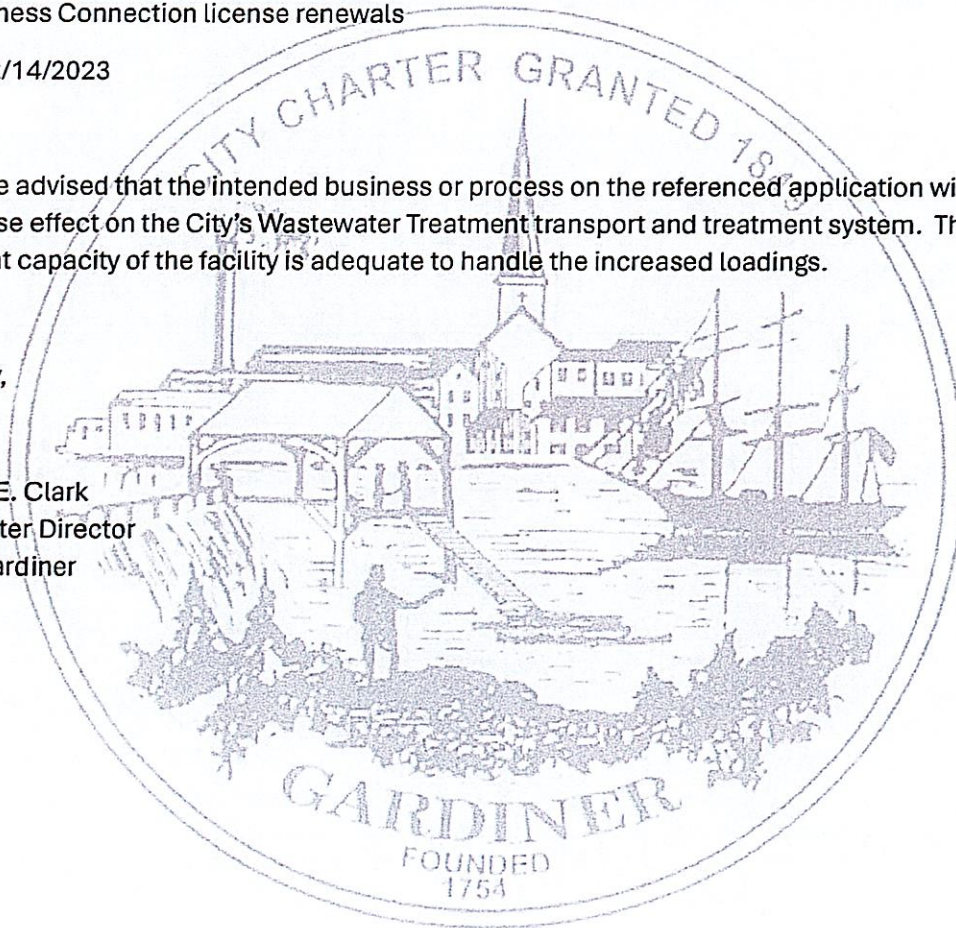 ness Connection license renewals
/14/2023
CITY CHARTER GRANTED
e advised that the intended business or process on the referenced application wi
se effect on the City's Wastewater Treatment transport and treatment system. Th
t capacity of the facility is adequate to handle the increased loadings.
E. Clark
ter Director
ardiner
GARDINER
FOUNDED
1754